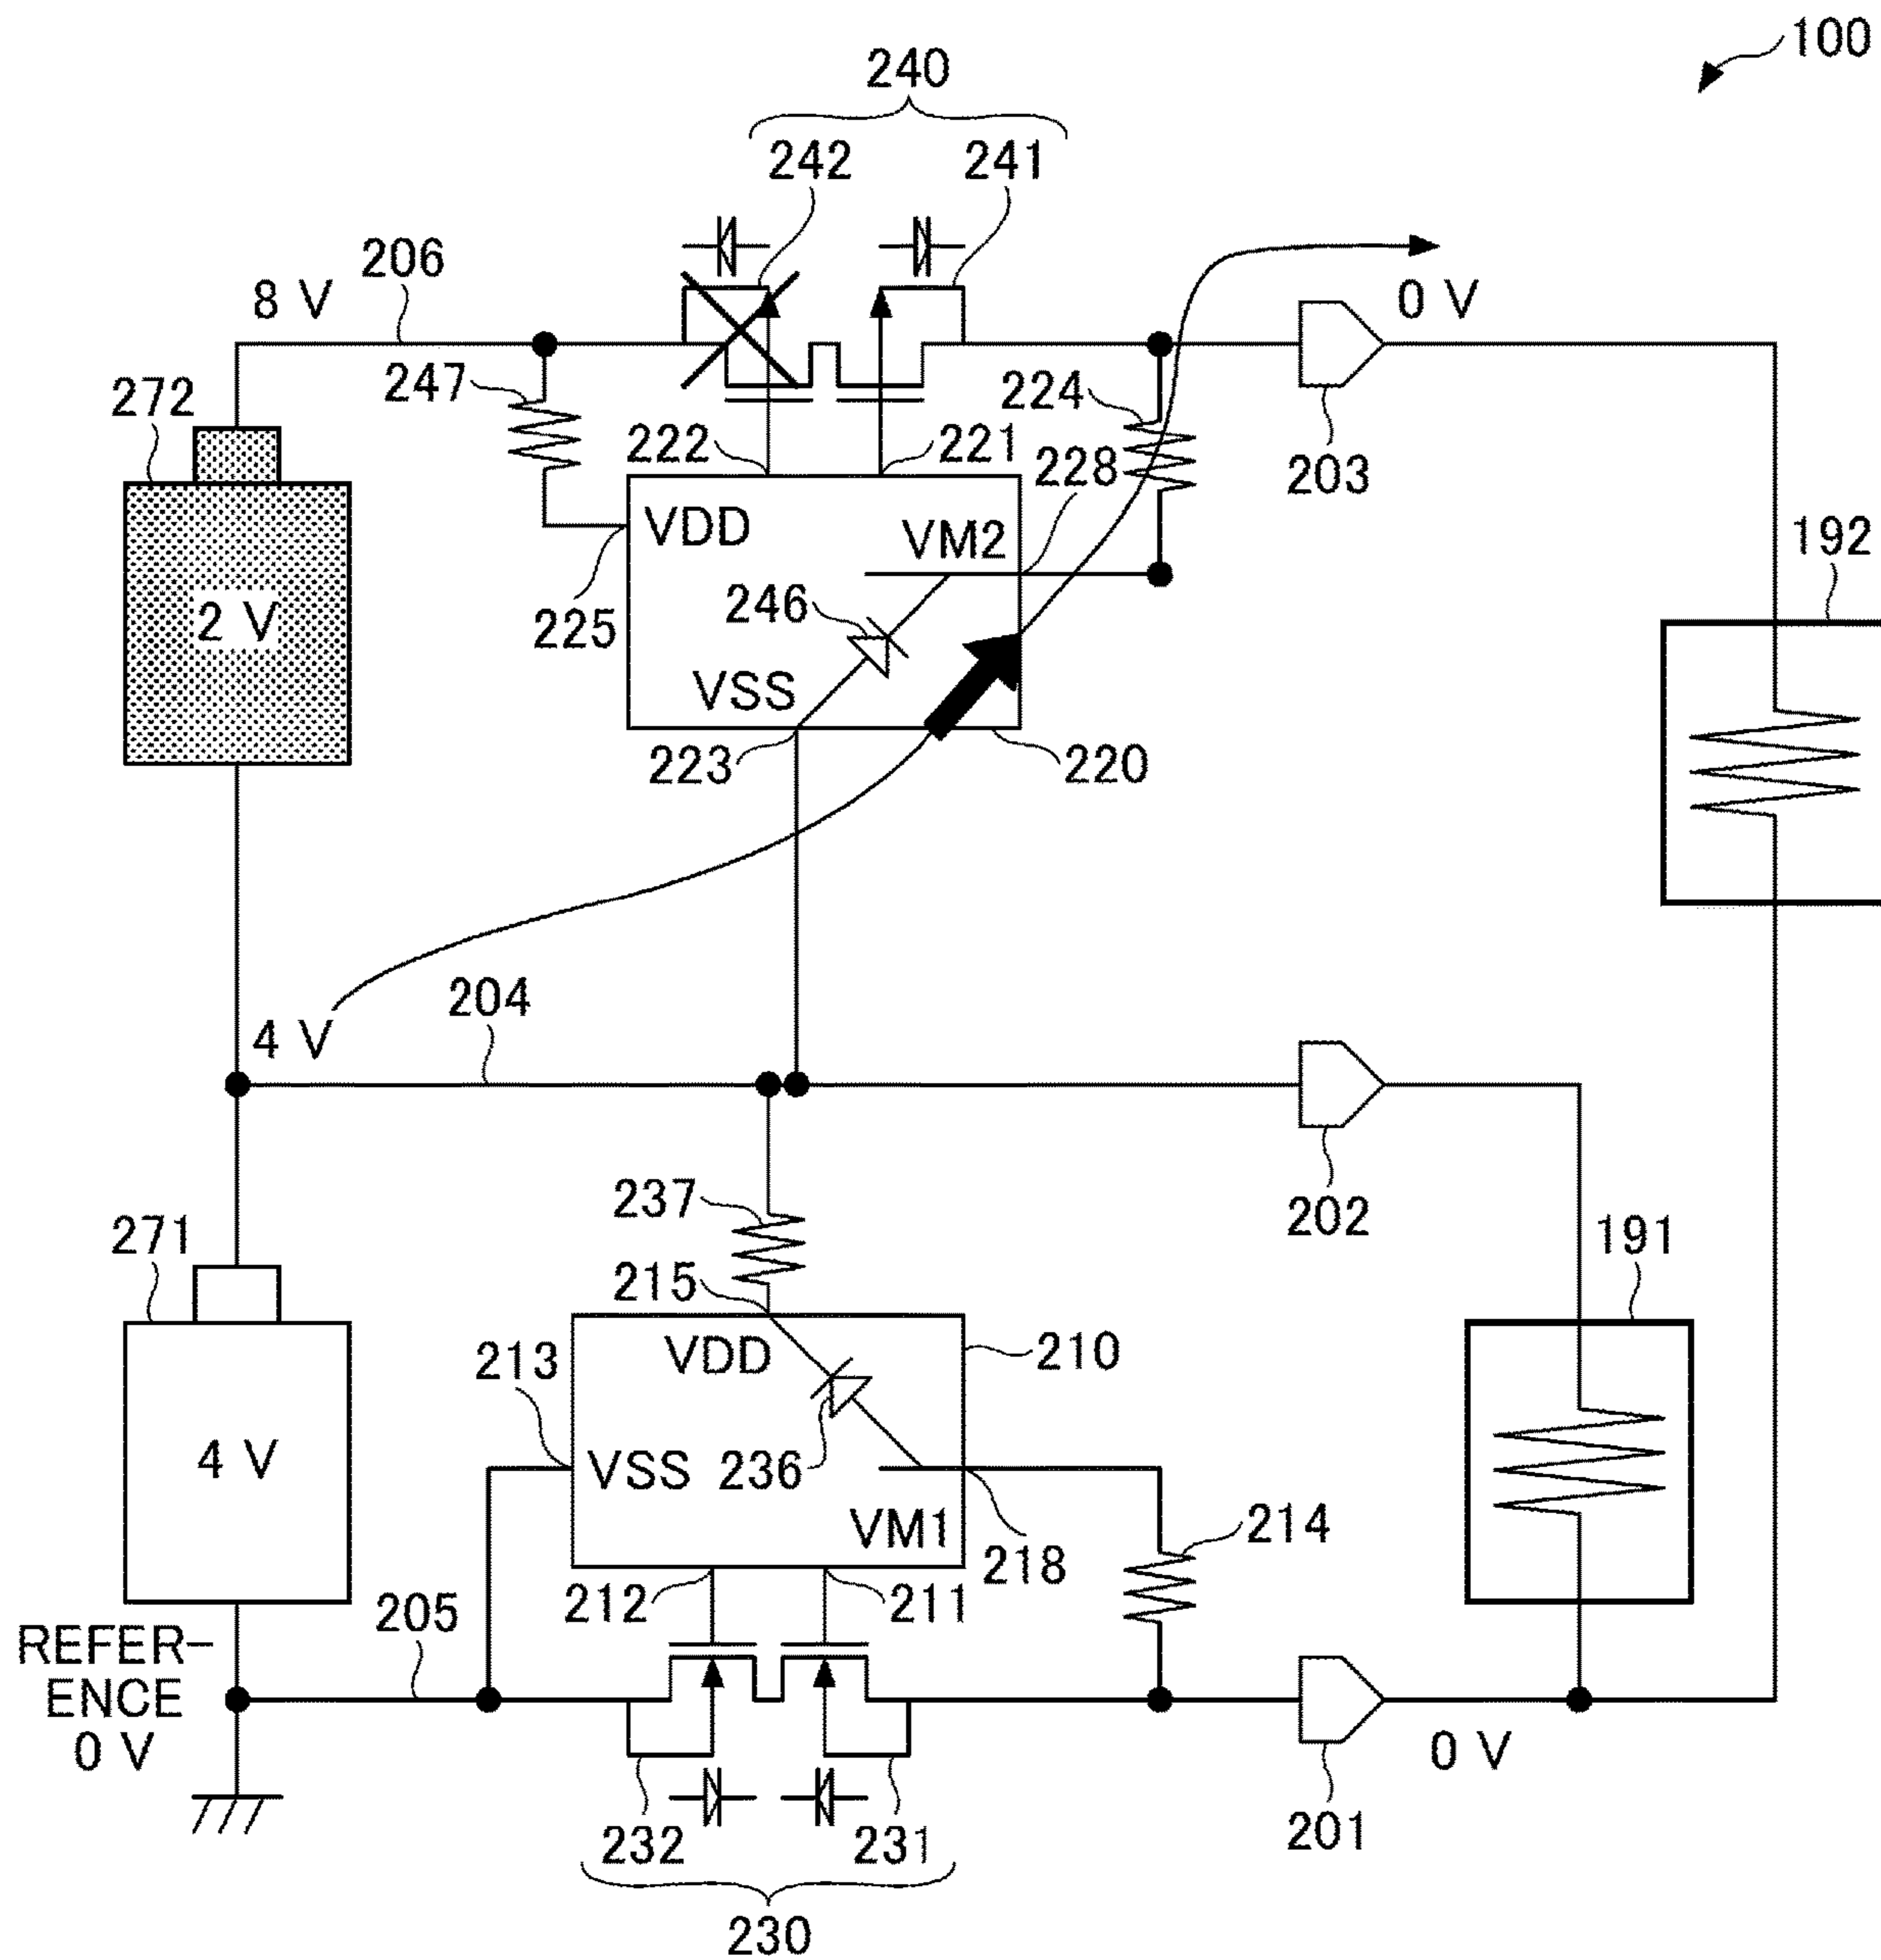 100
240
242 241
206
8 V
0 V
272
247
222
221
224
228
203
VDD
VM2
192
2 V
225
246
VSS
223
220
204
4 V
202
237
271
215
191
213
VDD
210
4 V
VSS
236
214
VM1
218
212
211
205
REFER-
ENCE
0 V
0 V
232
231
201
230